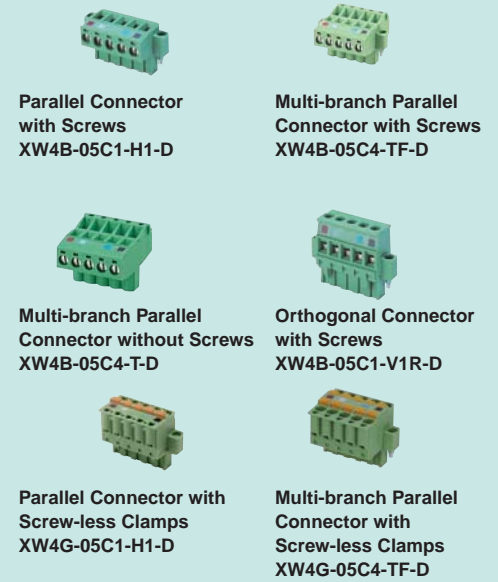 Parallel Connector
with Screws
XW4B-05C1-H1-D
Multi-branch Parallel
Connector with Screws
XW4B-05C4-TF-D
Multi-branch Parallel
Connector without Screws
XW4B-05C4-T-D
Orthogonal Connector
with Screws
XW4B-05C1-V1R-D
Parallel Connector with
Screw-less Clamps
XW4G-05C1-H1-D
Multi-branch Parallel
Connector with
Screw-less Clamps
XW4G-05C4-TF-D